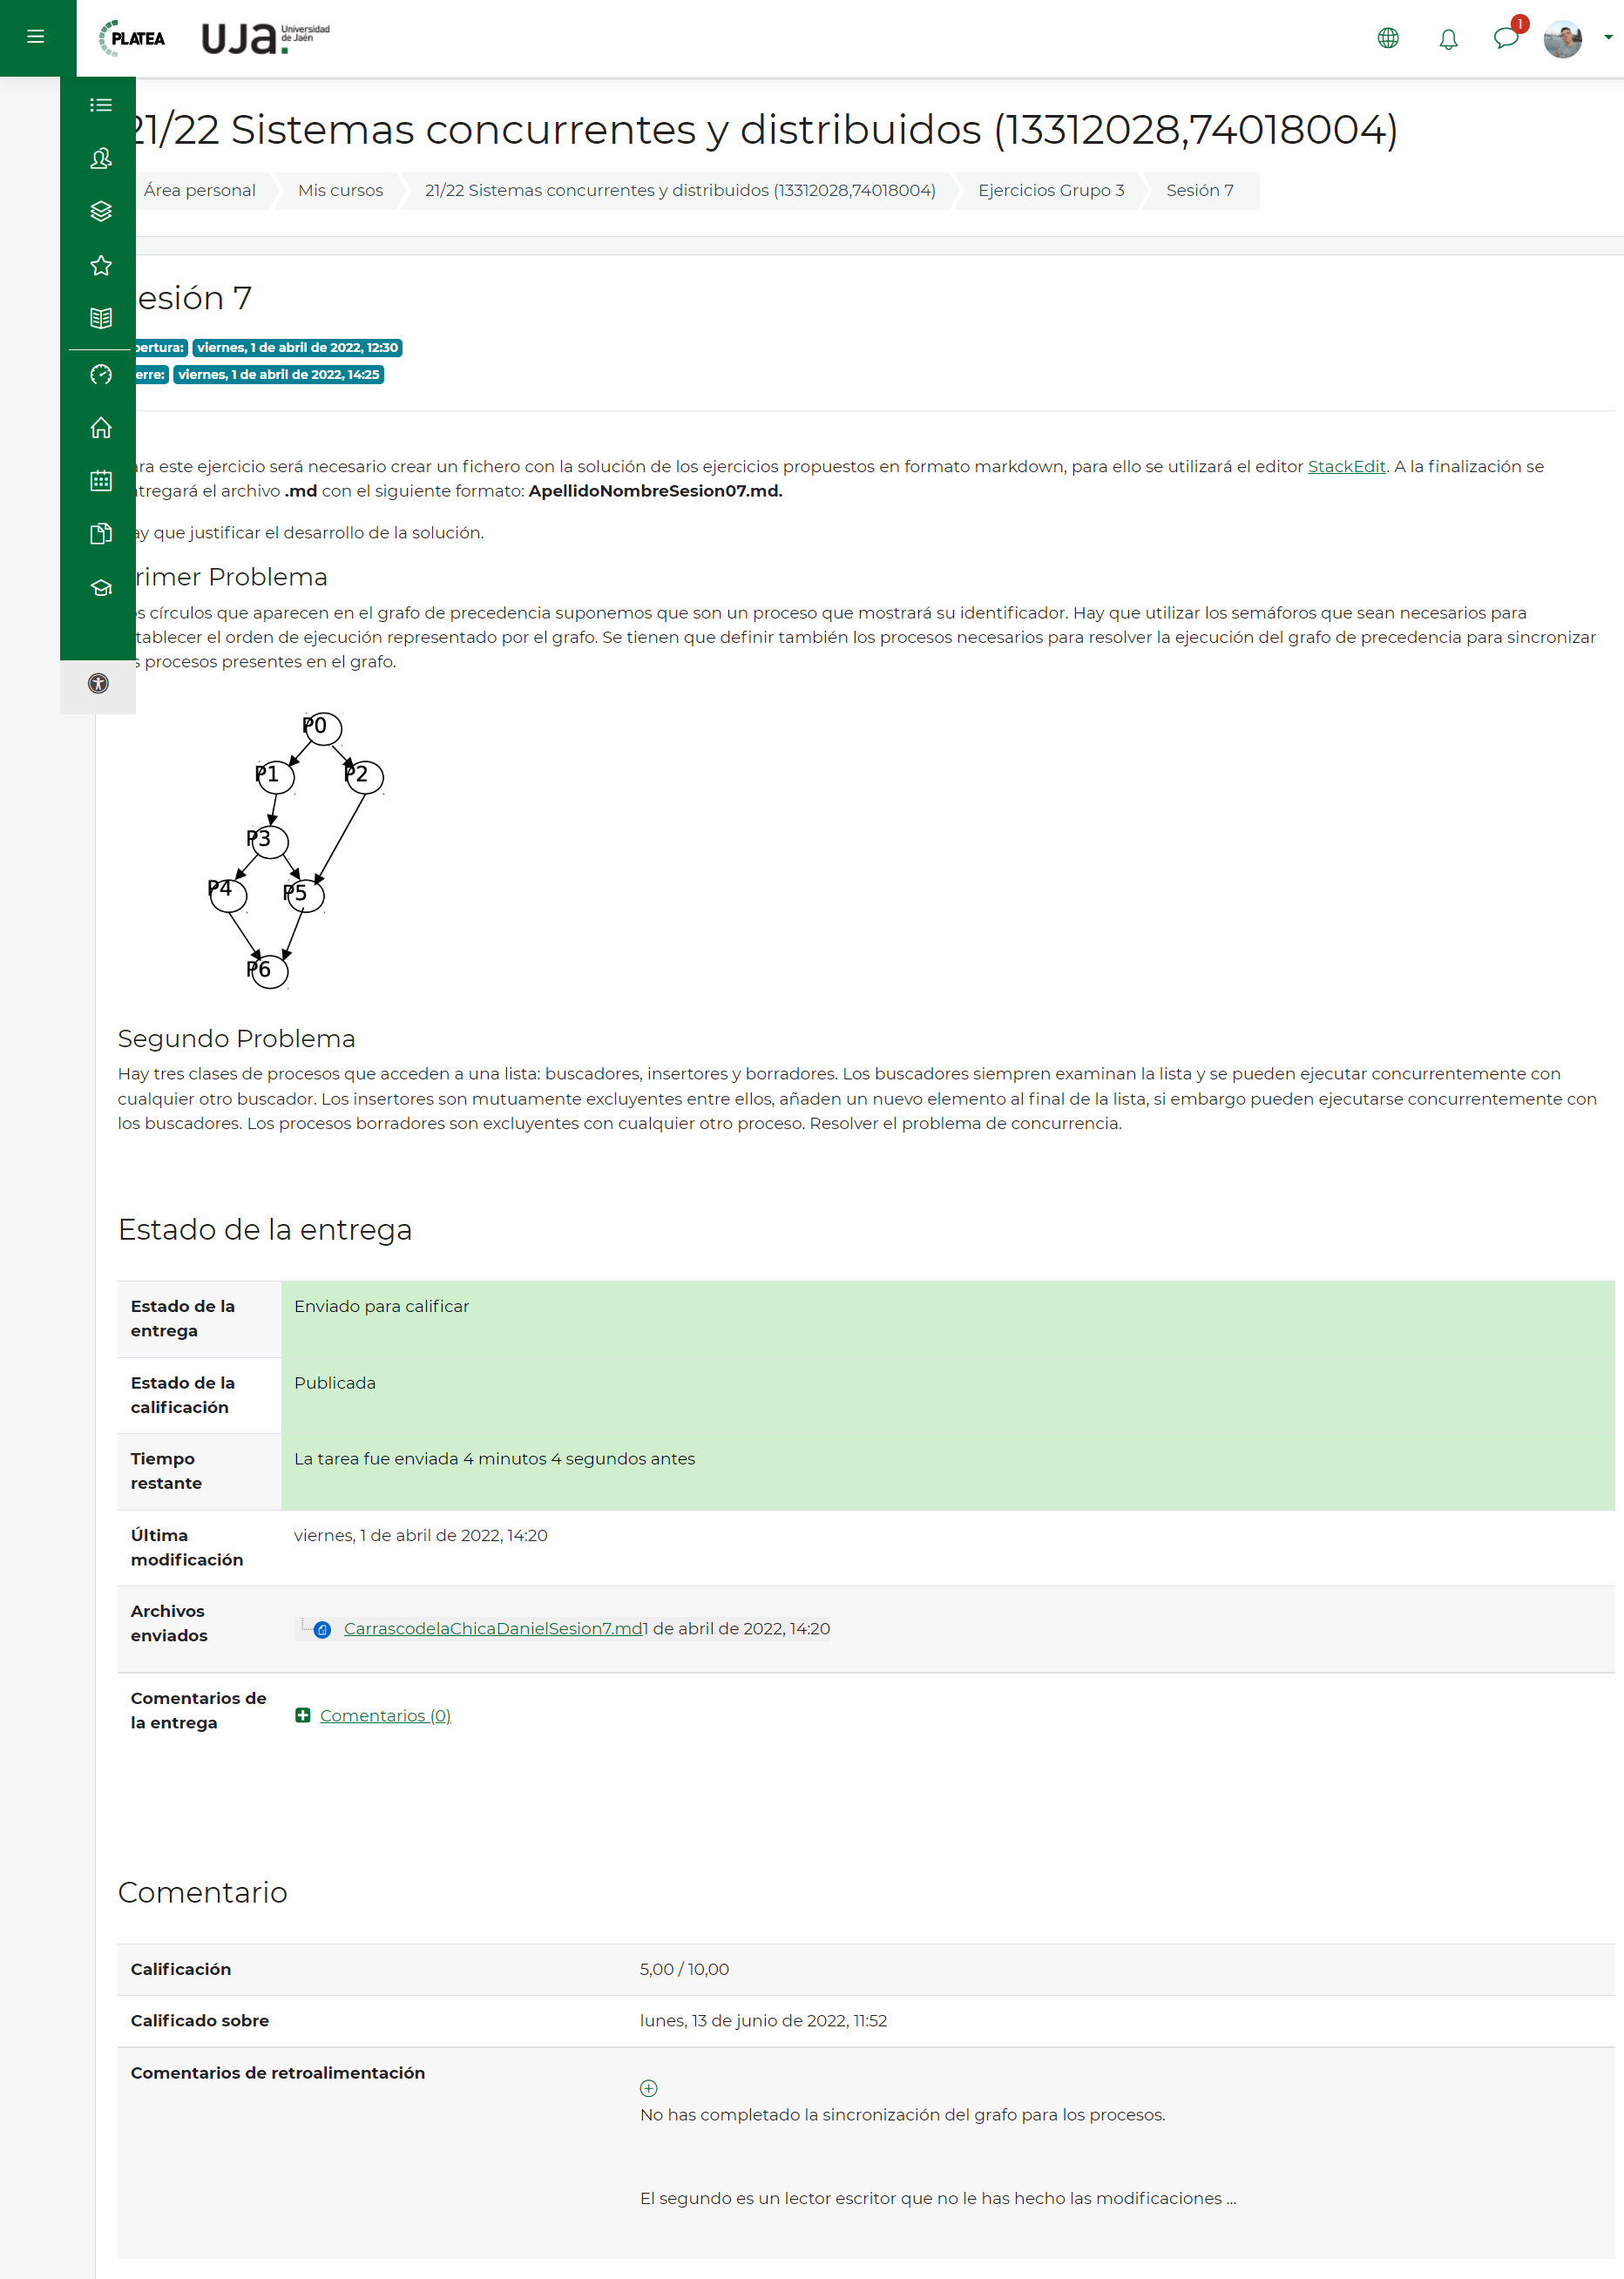 PLATEA
UJa.
Universidad
de Jaén
1
21/22 Sistemas concurrentes y distribuidos (13312028,74018004)
Área personal
Mis cursos
21/22 Sistemas concurrentes y distribuidos (13312028,74018004)
Ejercicios Grupo 3
Sesión 7
esión 7
pertura: viernes, 1 de abril de 2022, 12:30
erre: viernes, 1 de abril de 2022, 14:25
ara este ejercicio será necesario crear un fichero con la solución de los ejercicios propuestos en formato markdown, para ello se utilizará el editor StackEdit. A la finalización se
ntregará el archivo .md con el siguiente formato: ApellidoNombreSesion07.md.
ay que justificar el desarrollo de la solución.
rimer Problema
os círculos que aparecen en el grafo de precedencia suponemos que son un proceso que mostrará su identificador. Hay que utilizar los semáforos que sean necesarios para
tablecer el orden de ejecución representado por el grafo. Se tienen que definir también los procesos necesarios para resolver la ejecución del grafo de precedencia para sincronizar
s procesos presentes en el grafo.
P0
P1
P2
P3
P4
P5
P6
Segundo Problema
Hay tres clases de procesos que acceden a una lista: buscadores, insertores y borradores. Los buscadores siempren examinan la lista y se pueden ejecutar concurrentemente con
cualquier otro buscador. Los insertores son mutuamente excluyentes entre ellos, añaden un nuevo elemento al final de la lista, si embargo pueden ejecutarse concurrentemente con
los buscadores. Los procesos borradores son excluyentes con cualquier otro proceso. Resolver el problema de concurrencia.
Estado de la entrega
Estado de la
entrega
Enviado para calificar
Estado de la
calificación
Publicada
Tiempo
restante
La tarea fue enviada 4 minutos 4 segundos antes
Última
modificación
viernes, 1 de abril de 2022, 14:20
Archivos
enviados
CarrascodelaChicaDanielSesion7.md1 de abril de 2022, 14:20
Comentarios de
la entrega
Comentarios (0)
Comentario
Calificación
5,00 / 10,00
Calificado sobre
lunes, 13 de junio de 2022, 11:52
Comentarios de retroalimentación
No has completado la sincronización del grafo para los procesos.
El segundo es un lector escritor que no le has hecho las modificaciones ...